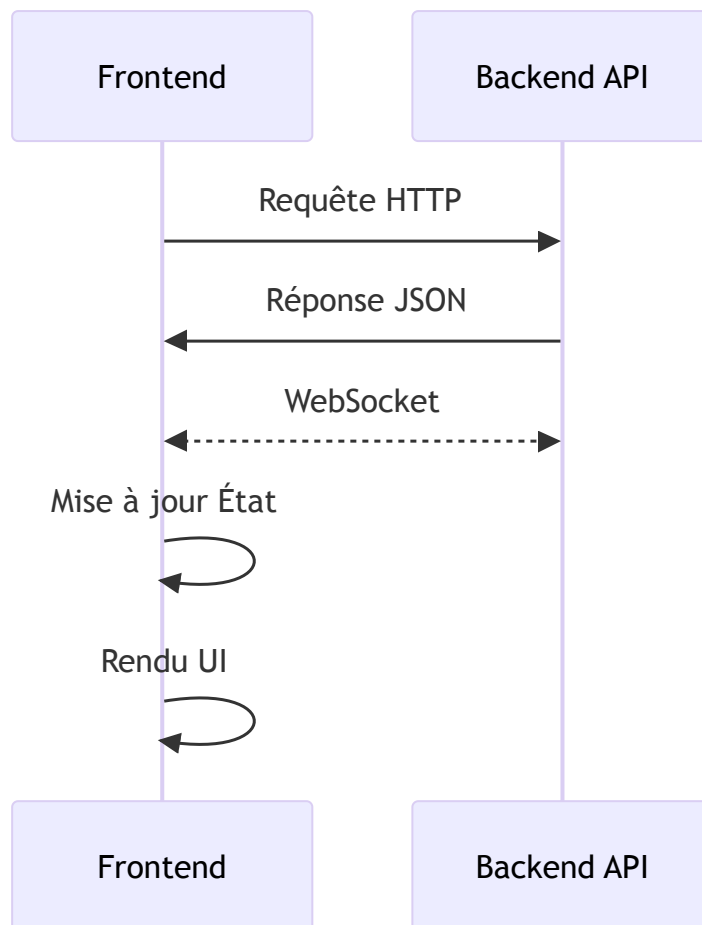 Frontend
Backend API
Requête HTTP
Réponse JSON
WebSocket
Mise à jour État
Rendu UI
Frontend
Backend API